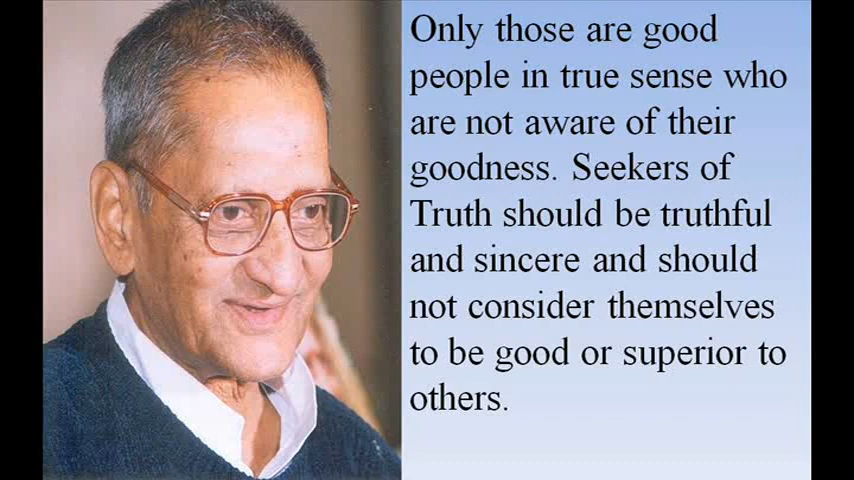 Only those are good
people in true sense who
are not aware of their
goodness. Seekers of
Truth should be truthful
and sincere and should
not consider themselves
to be good or superior to
others.